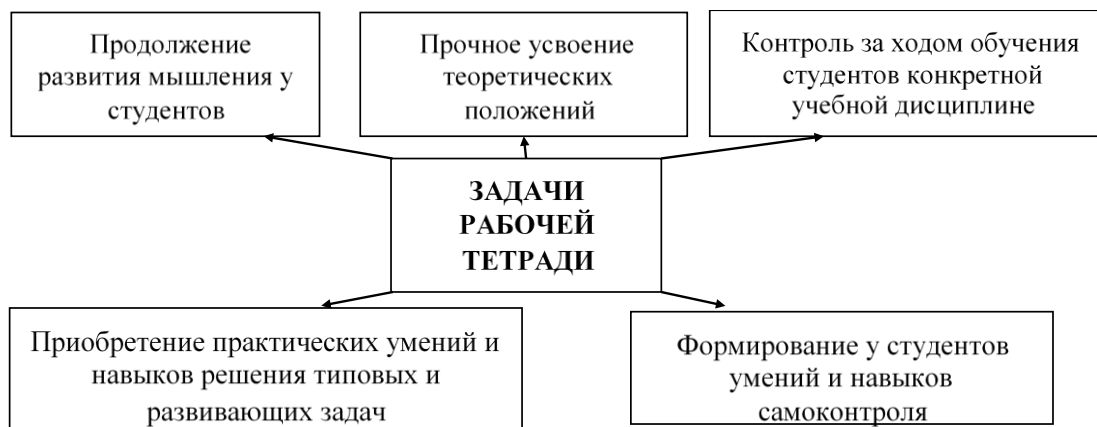 Продолжение
развития мышления у
студентов
Прочное усвоение
теоретических
положений
Контроль за ходом обучения
студентов конкретной
учебной дисциплине
ЗАДАЧИ
РАБОЧЕЙ
ТЕТРАДИ
Приобретение практических умений и
навыков решения типовых и
развивающих задач
Формирование у студентов
умений и навыков
самоконтроля